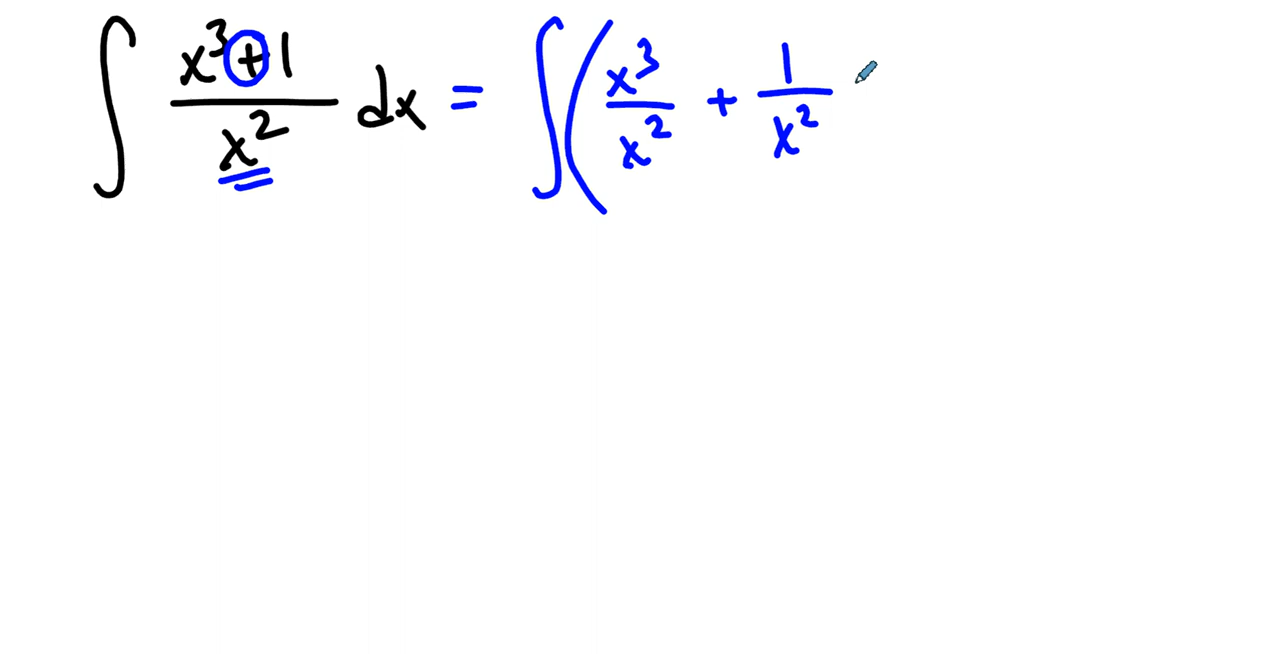 ∫ (x³ + 1)/x² dx = ∫ ( x³/x² + 1/x²